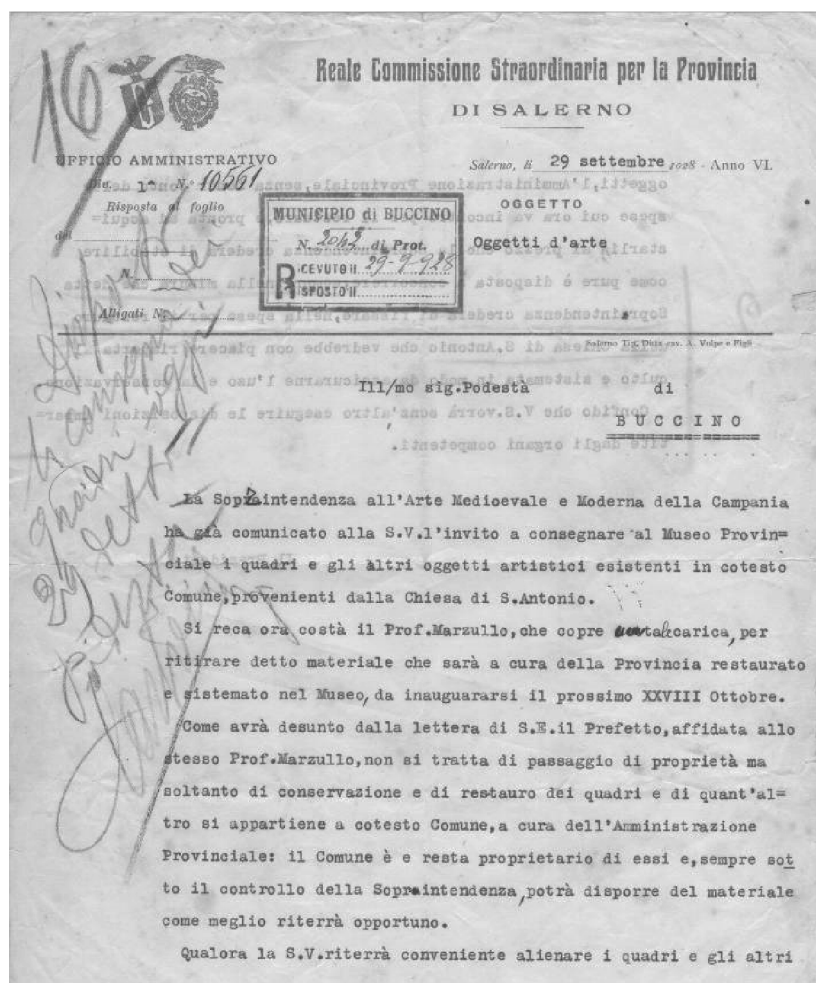 16
Reale Commissione Straordinaria per la Provincia
DI SALERNO
UFFICIO AMMINISTRATIVO
Salerno, li 29 settembre 1928 - Anno VI.
Div. 1ª N.° 10561
Risposta al foglio
del
N.
Alligati N.
MUNICIPIO di BUCCINO
N. 2042 di Prot.
RICEVUTO il 29-9-928
RISPOSTO il
OGGETTO
Oggetti d'arte
Salerno Tip. Ditta cav. A. Volpe e Figli
Ill/mo sig.Podestà di
BUCCINO
La Sopraintendenza all'Arte Medioevale e Moderna della Campania
ha già comunicato alla S.V.l'invito a consegnare al Museo Provin=
ciale i quadri e gli altri oggetti artistici esistenti in cotesto
Comune,provenienti dalla Chiesa di S.Antonio.
Si reca ora costà il Prof.Marzullo,che copre tale carica,per
ritirare detto materiale che sarà a cura della Provincia restaurato
e sistemato nel Museo,da inaugurarsi il prossimo XXVIII Ottobre.
Come avrà desunto dalla lettera di S.E.il Prefetto,affidata allo
stesso Prof.Marzullo,non si tratta di passaggio di proprietà ma
soltanto di conservazione e di restauro dei quadri e di quant'al=
tro si appartiene a cotesto Comune,a cura dell'Amministrazione
Provinciale: il Comune è e resta proprietario di essi e,sempre sot
to il controllo della Sopraintendenza,potrà disporre del materiale
come meglio riterrà opportuno.
Qualora la S.V.riterrà conveniente alienare i quadri e gli altri